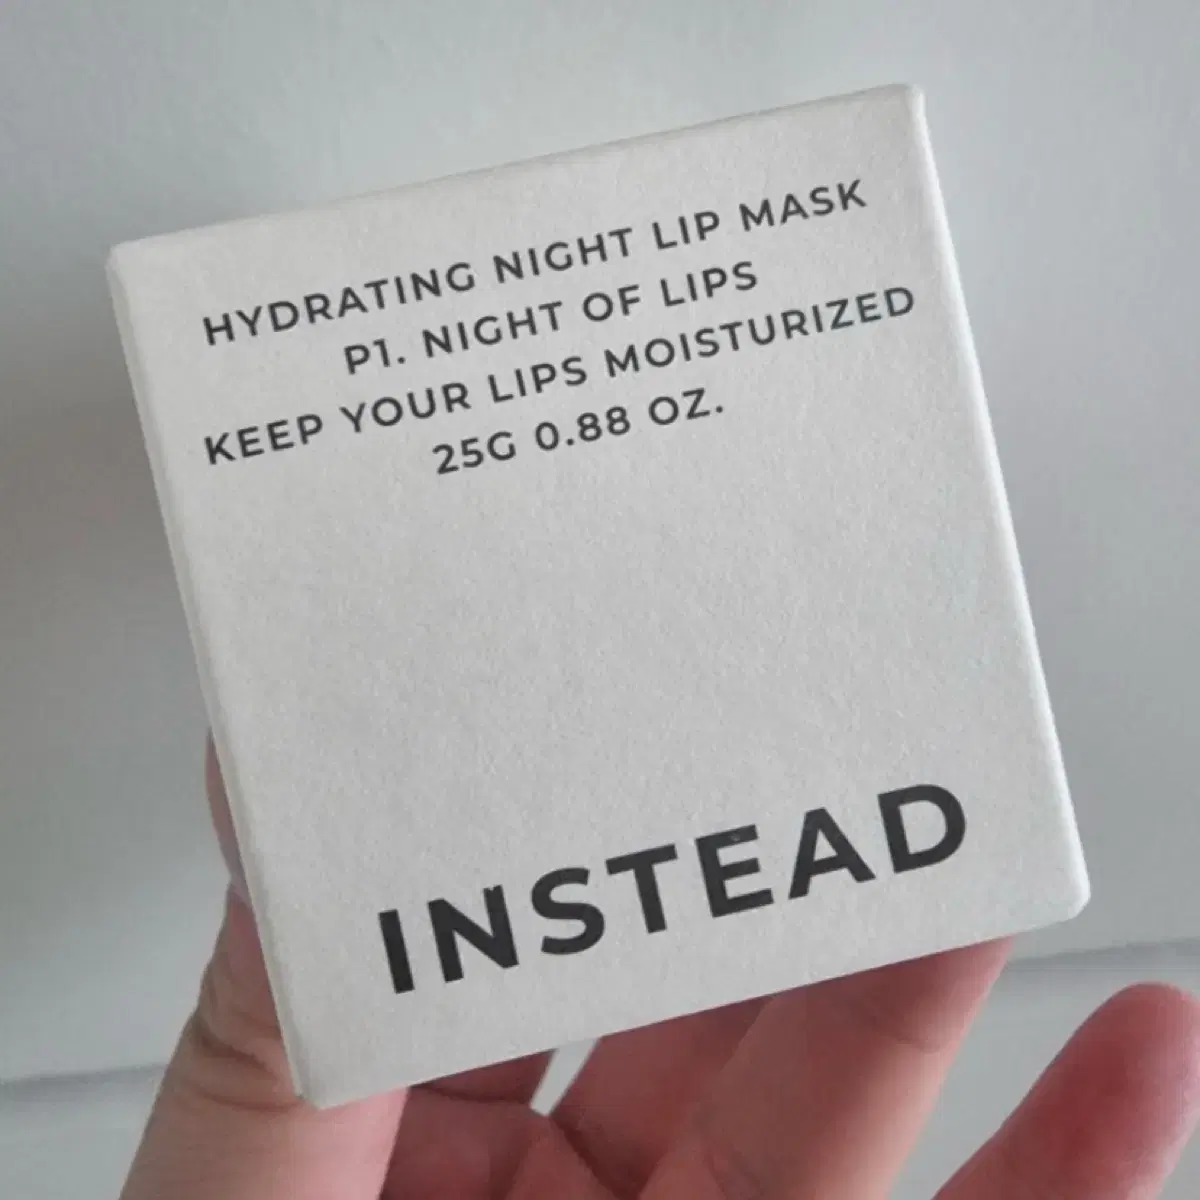 HYDRATING NIGHT LIP MASK
P1. NIGHT OF LIPS
KEEP YOUR LIPS MOISTURIZED
25G 0.88 OZ.
INSTEAD